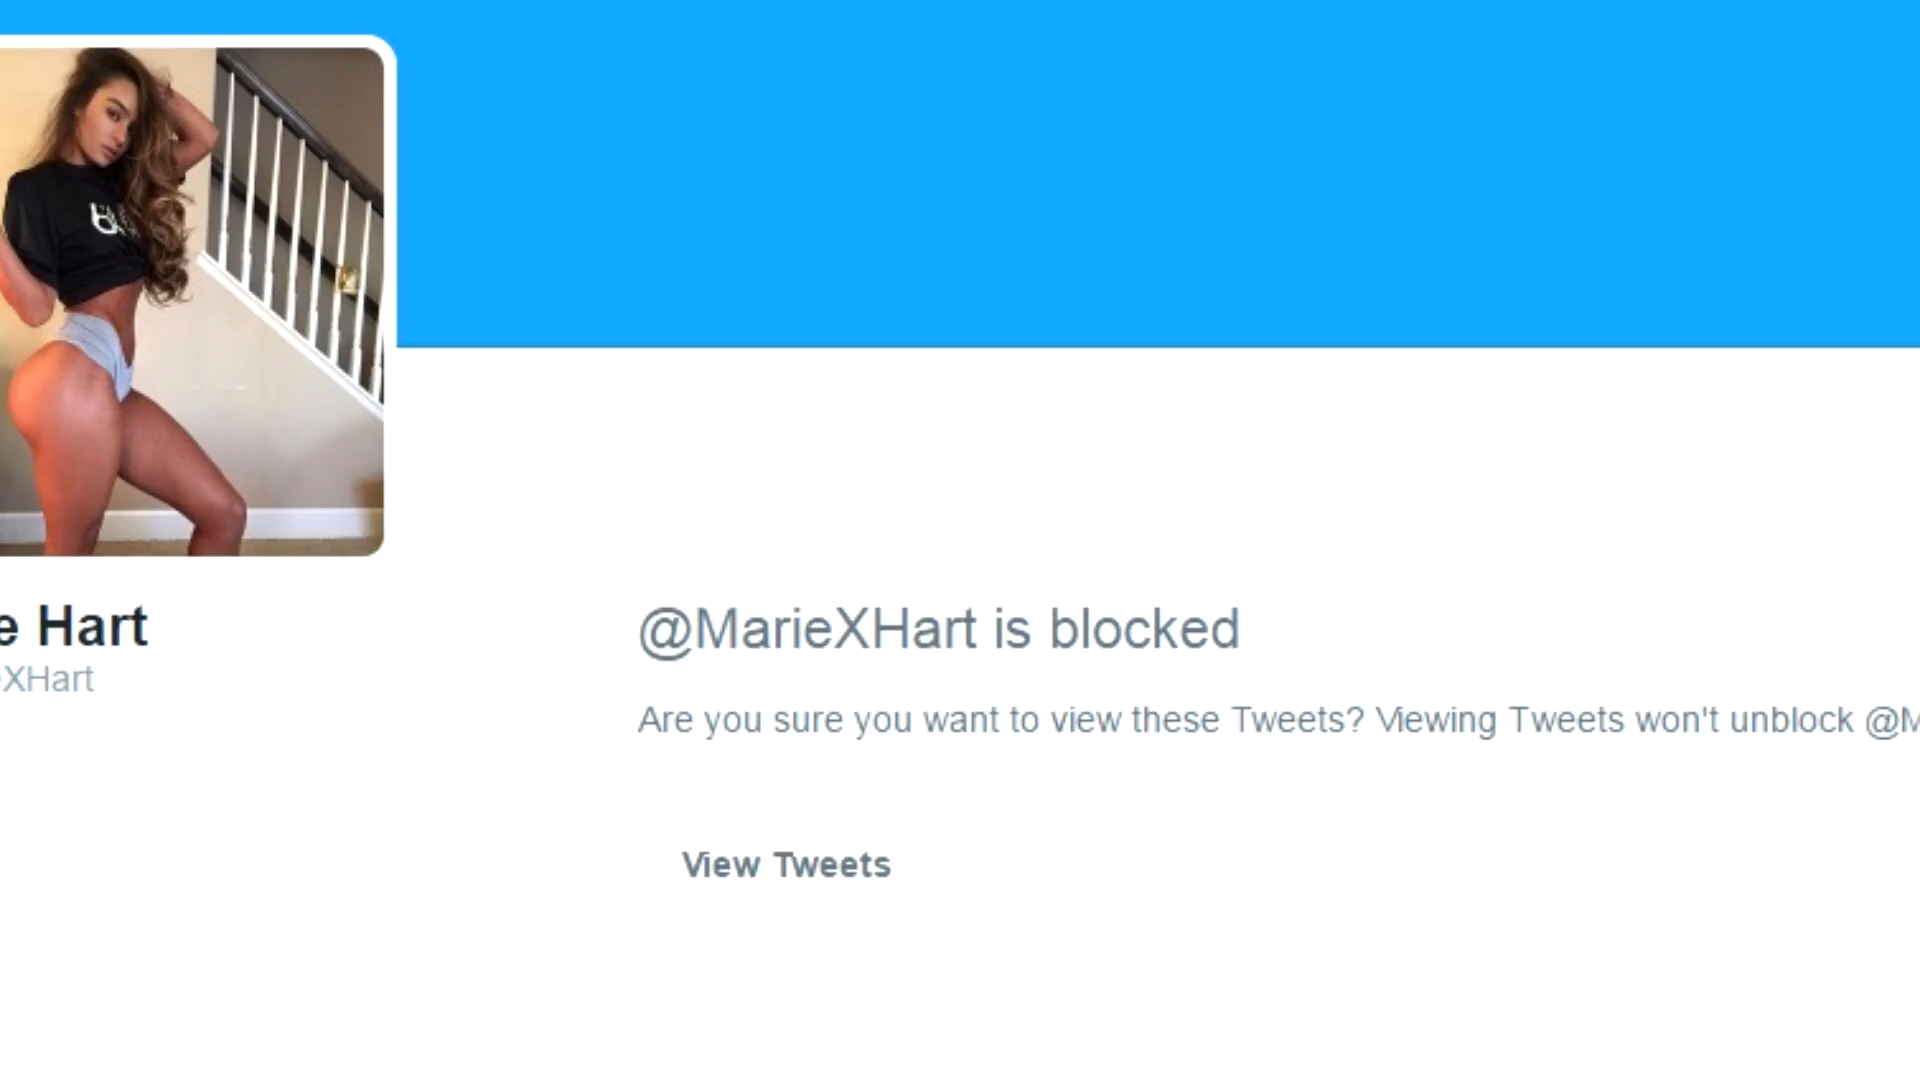 e Hart
XHart
@MarieXHart is blocked
Are you sure you want to view these Tweets? Viewing Tweets won't unblock @M
View Tweets